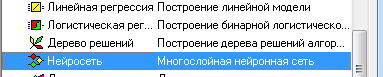 Линейная регрессия Построение линейной модели
Логистическая рег... Построение бинарной логистическо...
Дерево решений Построение дерева решений алгор...
Нейросеть Многослойная нейронная сеть